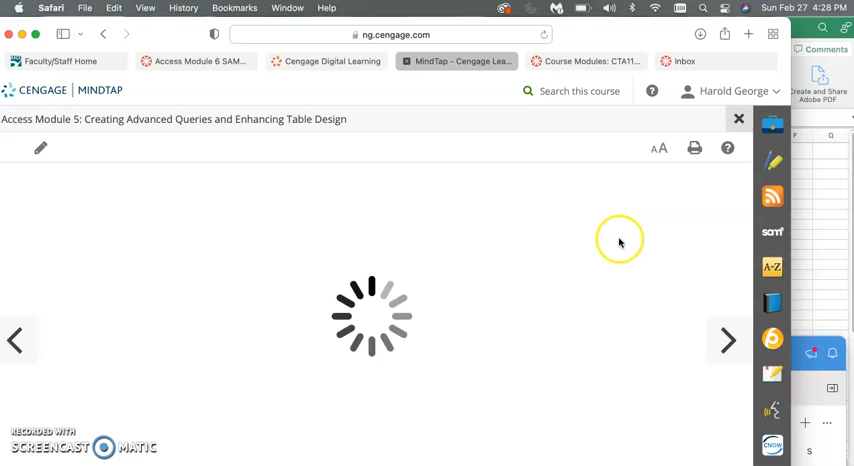 Safari File Edit View History Bookmarks Window Help Sun Feb 27 4:28 PM
ng.cengage.com
Comments
Faculty/Staff Home Access Module 6 SAM... Cengage Digital Learning MindTap - Cengage Lea... Course Modules: CTA11... Inbox
CENGAGE MINDTAP Search this course Harold George
Create and Share
Adobe PDF
Access Module 5: Creating Advanced Queries and Enhancing Table Design
P Q
AA
sam
A-Z
6
RECORDED WITH
SCREENCAST O MATIC
CNOW
S